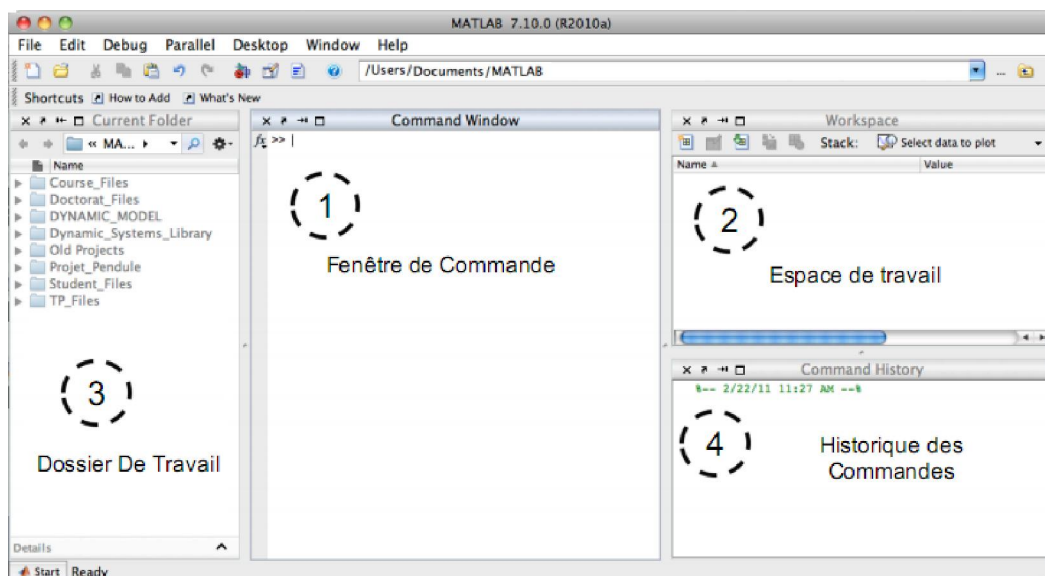 MATLAB 7.10.0 (R2010a)
File Edit Debug Parallel Desktop Window Help
/Users/Documents/MATLAB
Shortcuts How to Add What's New
Current Folder
« MA...
Name
Course_Files
Doctorat_Files
DYNAMIC_MODEL
Dynamic_Systems_Library
Old Projects
Projet_Pendule
Student_Files
TP_Files
3
Dossier De Travail
Details
Command Window
fx >>
1
Fenêtre de Commande
Workspace
Stack: Select data to plot
Name Value
2
Espace de travail
Command History
%-- 2/22/11 11:27 AM --%
4
Historique des
Commandes
Start Ready